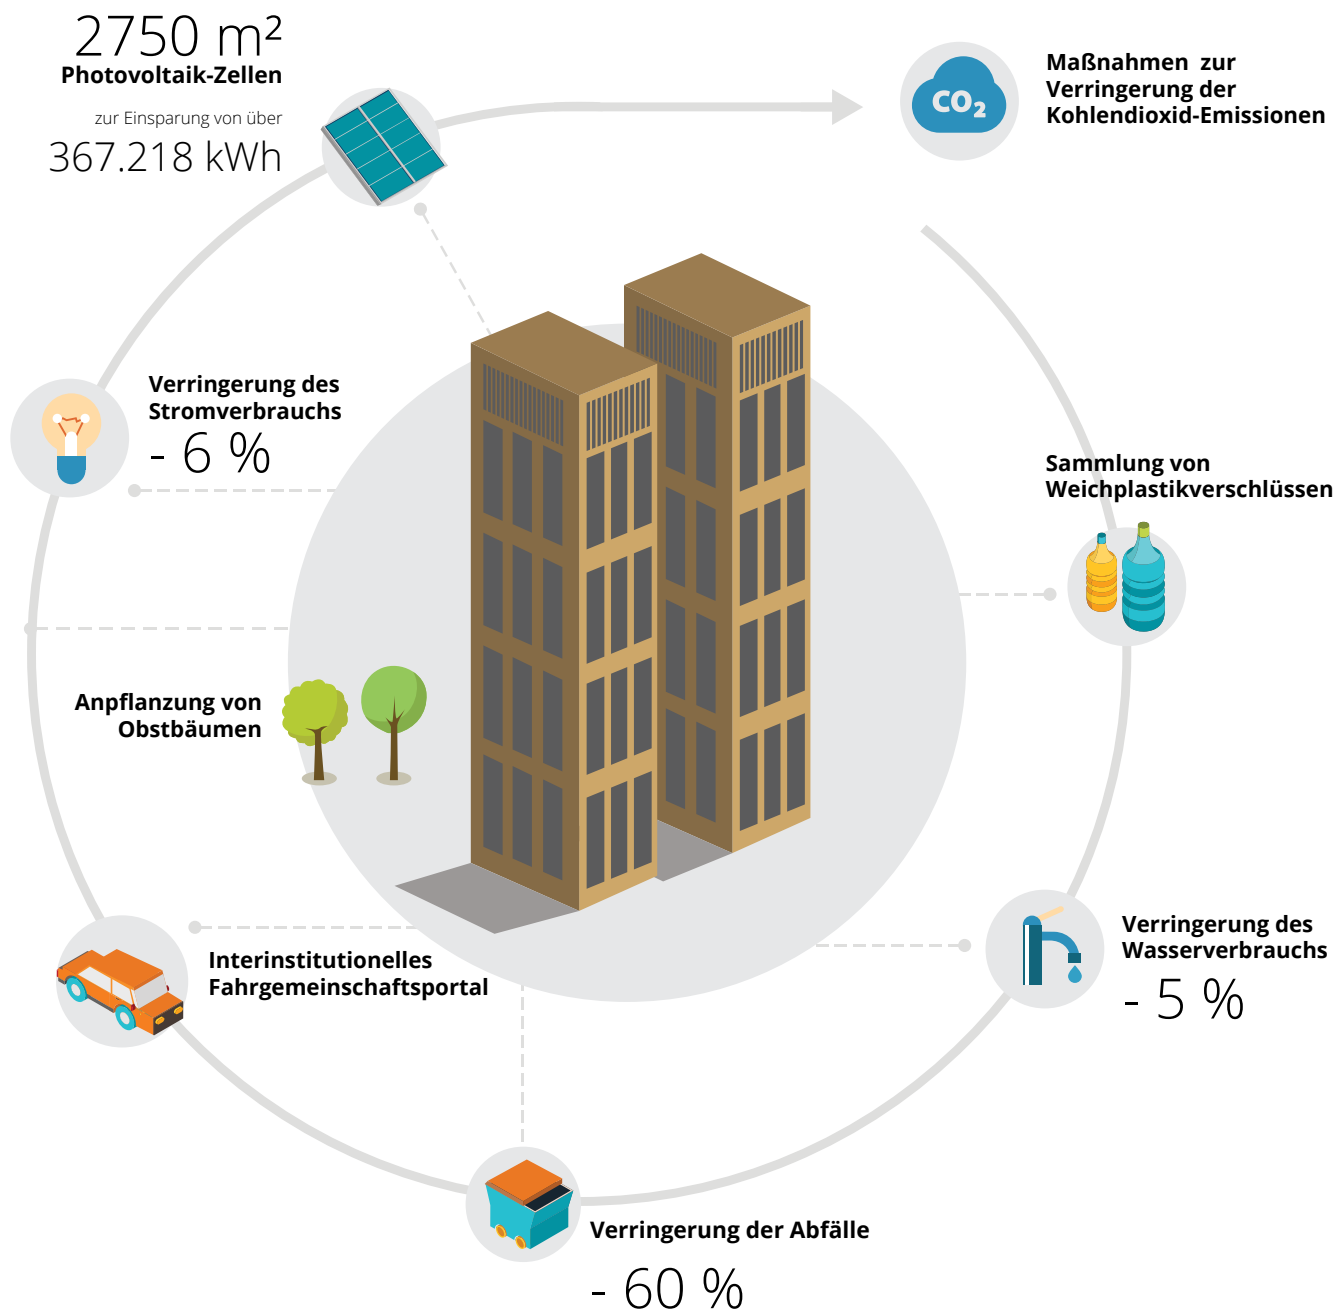 2750 m²
Photovoltaik-Zellen
zur Einsparung von über
367.218 kWh
CO₂
Maßnahmen zur
Verringerung der
Kohlendioxid-Emissionen
Verringerung des
Stromverbrauchs
- 6 %
Sammlung von
Weichplastikverschlüssen
Anpflanzung von
Obstbäumen
Verringerung des
Wasserverbrauchs
- 5 %
Interinstitutionelles
Fahrgemeinschaftsportal
Verringerung der Abfälle
- 60 %